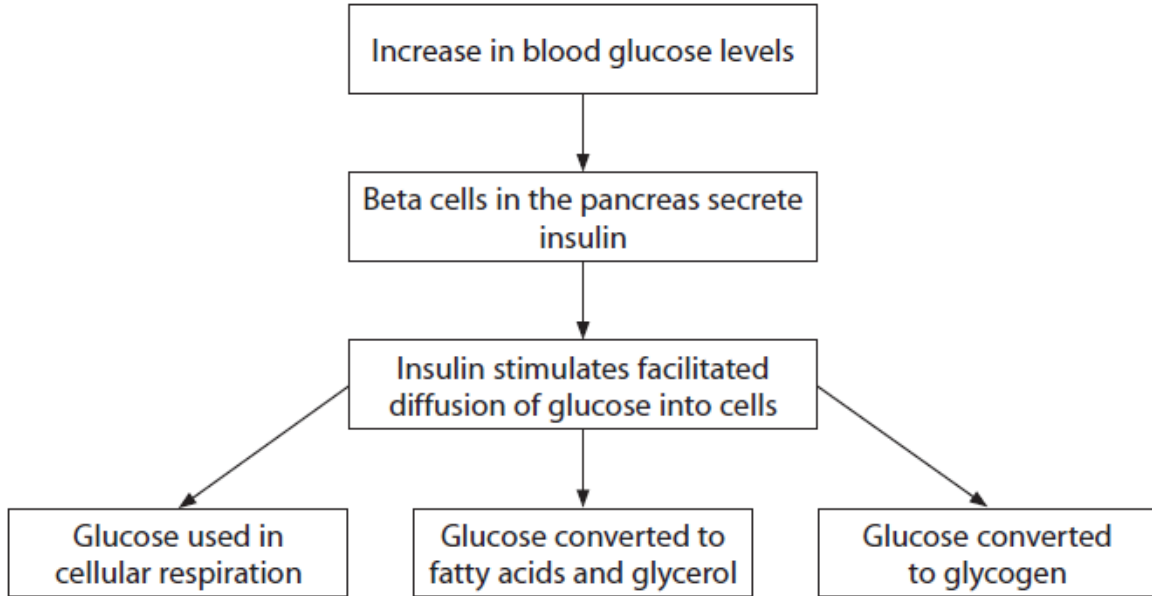 Increase in blood glucose levels
Beta cells in the pancreas secrete
insulin
Insulin stimulates facilitated
diffusion of glucose into cells
Glucose used in
cellular respiration
Glucose converted to
fatty acids and glycerol
Glucose converted
to glycogen